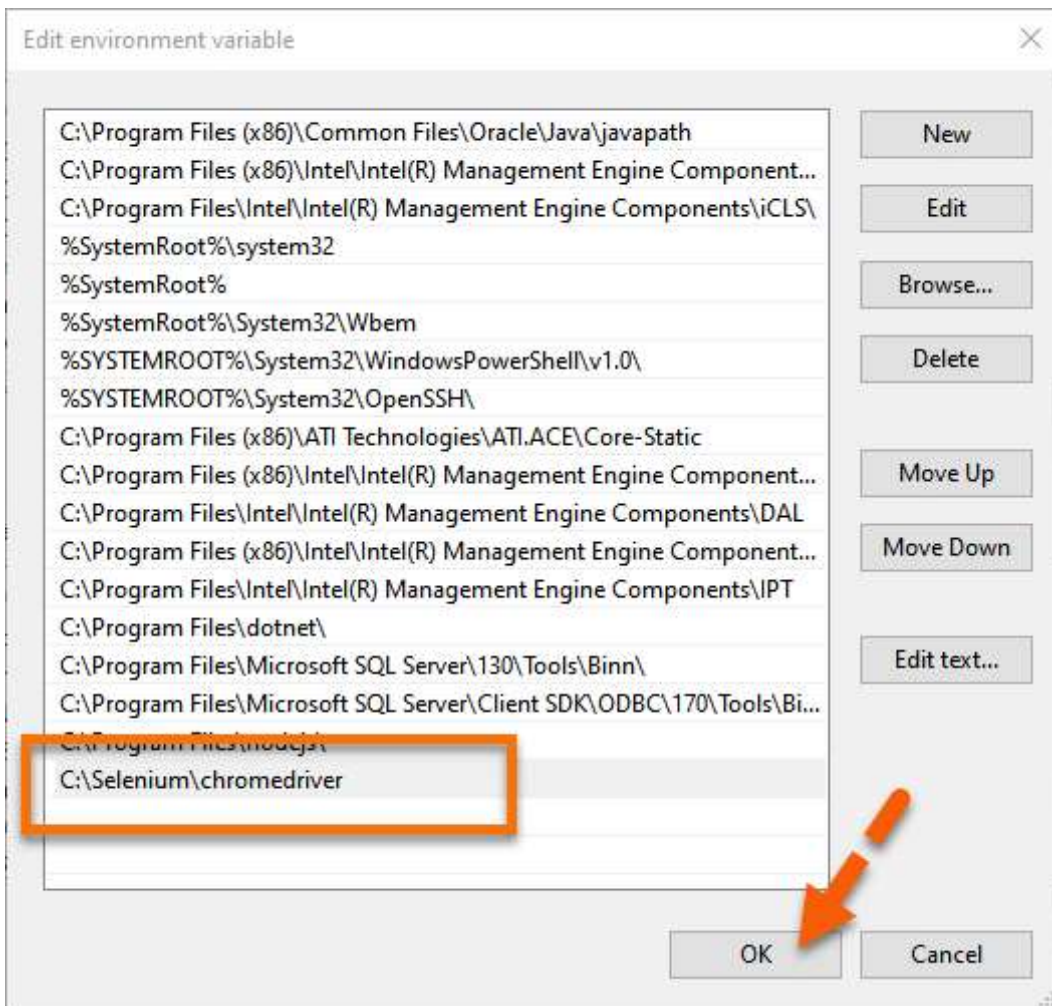 Edit environment variable
C:\Program Files (x86)\Common Files\Oracle\Java\javapath
C:\Program Files (x86)\Intel\Intel(R) Management Engine Component...
C:\Program Files\Intel\Intel(R) Management Engine Components\iCLS\
%SystemRoot%\system32
%SystemRoot%
%SystemRoot%\System32\Wbem
%SYSTEMROOT%\System32\WindowsPowerShell\v1.0\
%SYSTEMROOT%\System32\OpenSSH\
C:\Program Files (x86)\ATI Technologies\ATI.ACE\Core-Static
C:\Program Files (x86)\Intel\Intel(R) Management Engine Component...
C:\Program Files\Intel\Intel(R) Management Engine Components\DAL
C:\Program Files (x86)\Intel\Intel(R) Management Engine Component...
C:\Program Files\Intel\Intel(R) Management Engine Components\IPT
C:\Program Files\dotnet\
C:\Program Files\Microsoft SQL Server\130\Tools\Binn\
C:\Program Files\Microsoft SQL Server\Client SDK\ODBC\170\Tools\Bi...
C:\Program Files\nodejs\
C:\Selenium\chromedriver
New
Edit
Browse...
Delete
Move Up
Move Down
Edit text...
OK
Cancel